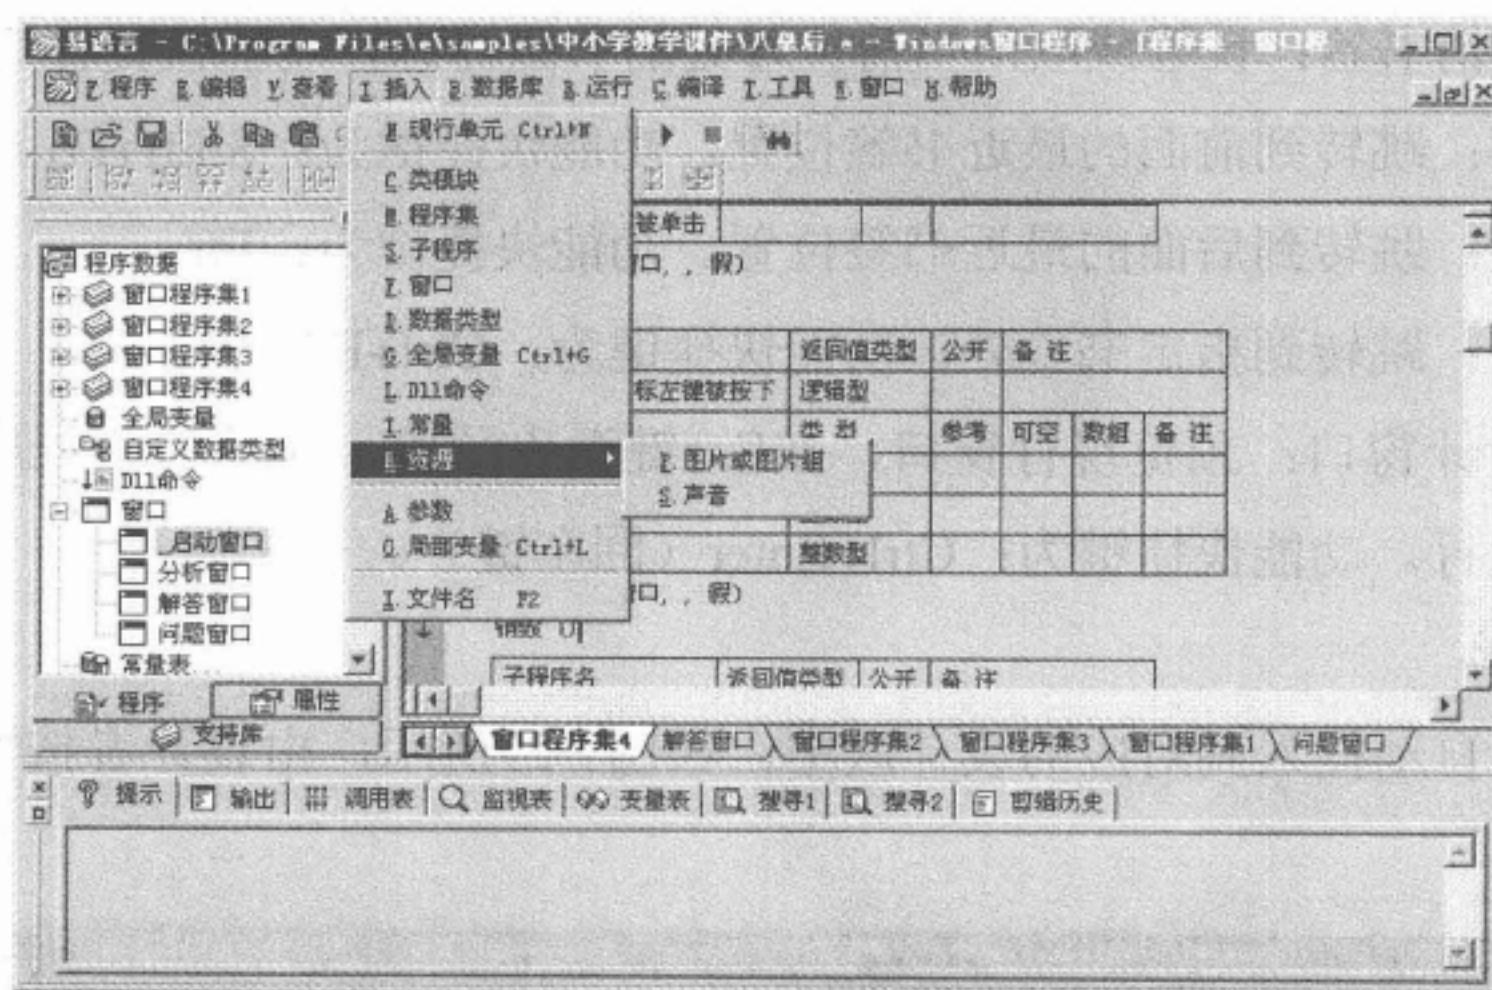 易语言 - C:\Program Files\e\samples\中小学教学课件\八皇后.e - Windows窗口程序 - [程序集- 窗口程
P.程序 E.编辑 V.查看 I.插入 B.数据库 R.运行 C.编译 T.工具 W.窗口 H.帮助
N.现行单元 Ctrl+N
C.类模块
M.程序集
S.子程序
F.窗口
D.数据类型
G.全局变量 Ctrl+G
L.Dll命令
T.常量
R.资源
A.参数
O.局部变量 Ctrl+L
I.文件名 F2
P.图片或图片组
S.声音
程序数据
窗口程序集1
窗口程序集2
窗口程序集3
窗口程序集4
全局变量
自定义数据类型
Dll命令
窗口
_启动窗口
分析窗口
解答窗口
问题窗口
常量表...
程序 属性
支持库
被单击
口, , 假)
返回值类型 公开 备 注
标左键被按下 逻辑型
类 型 参考 可空 数组 备 注
整数型
口, , 假)
子程序名 返回值类型 公开 备 注
窗口程序集4 解答窗口 窗口程序集2 窗口程序集3 窗口程序集1 问题窗口
提示 输出 调用表 监视表 变量表 搜寻1 搜寻2 剪辑历史